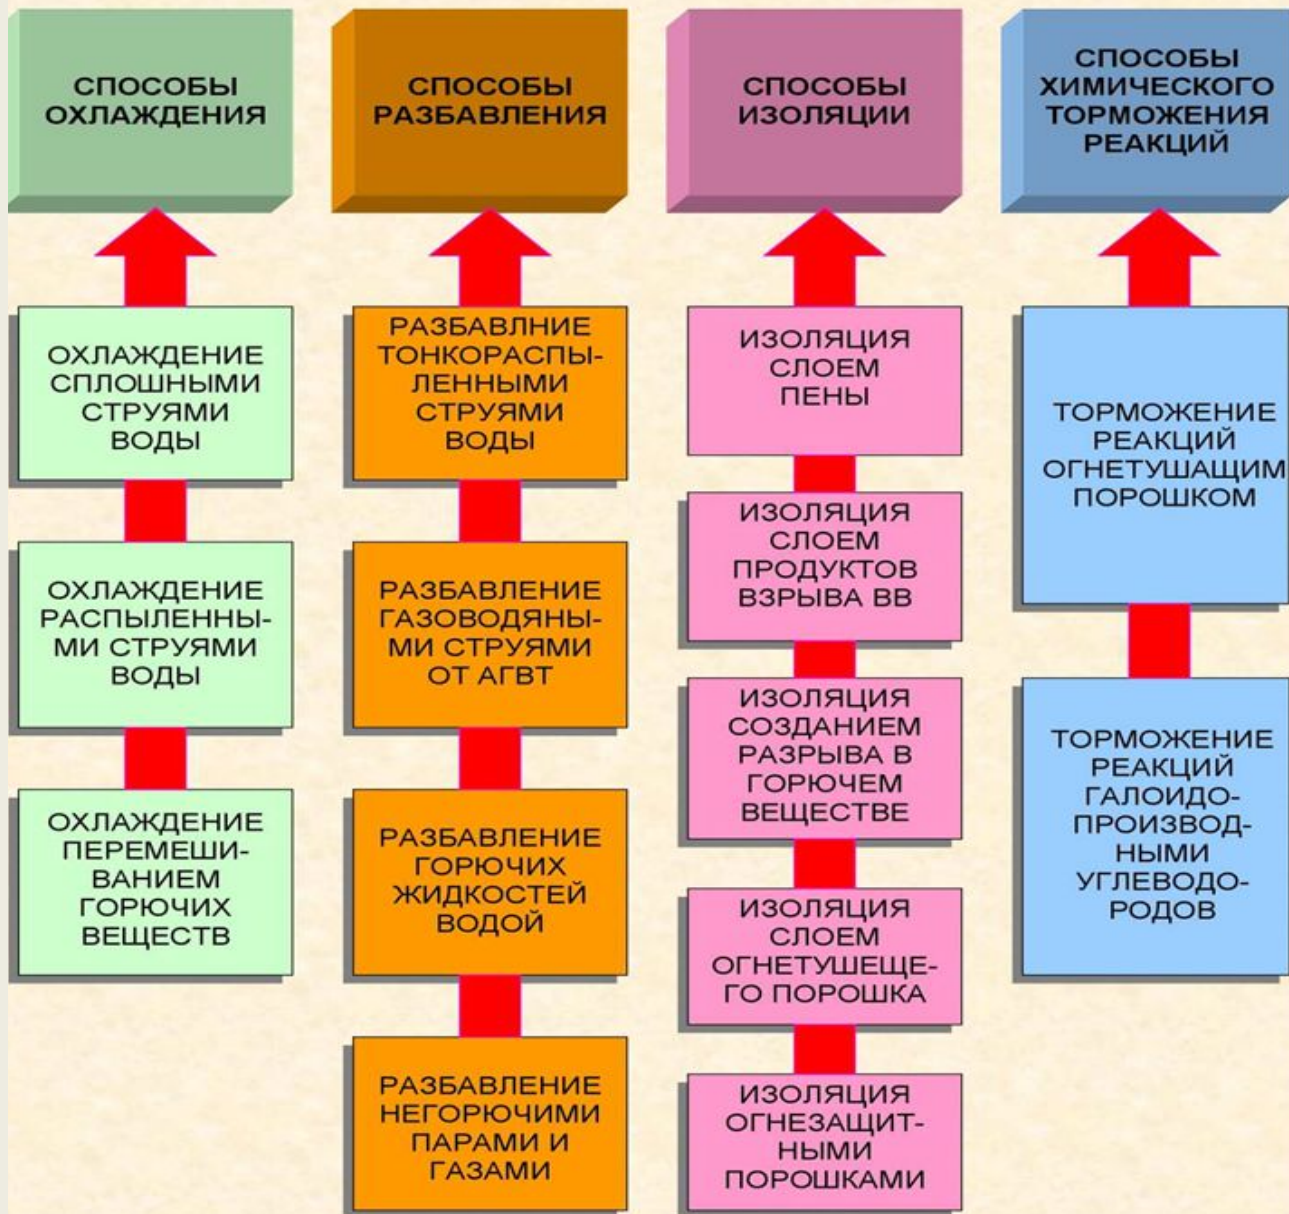 СПОСОБЫ
ОХЛАЖДЕНИЯ
ОХЛАЖДЕНИЕ
СПЛОШНЫМИ
СТРУЯМИ
ВОДЫ
ОХЛАЖДЕНИЕ
РАСПЫЛЕННЫ-
МИ СТРУЯМИ
ВОДЫ
ОХЛАЖДЕНИЕ
ПЕРЕМЕШИ-
ВАНИЕМ
ГОРЮЧИХ
ВЕЩЕСТВ
СПОСОБЫ
РАЗБАВЛЕНИЯ
РАЗБАВЛНИЕ
ТОНКОРАСПЫ-
ЛЕННЫМИ
СТРУЯМИ
ВОДЫ
РАЗБАВЛЕНИЕ
ГАЗОВОДЯНЫ-
МИ СТРУЯМИ
ОТ АГВТ
РАЗБАВЛЕНИЕ
ГОРЮЧИХ
ЖИДКОСТЕЙ
ВОДОЙ
РАЗБАВЛЕНИЕ
НЕГОРЮЧИМИ
ПАРАМИ И
ГАЗАМИ
СПОСОБЫ
ИЗОЛЯЦИИ
ИЗОЛЯЦИЯ
СЛОЕМ
ПЕНЫ
ИЗОЛЯЦИЯ
СЛОЕМ
ПРОДУКТОВ
ВЗРЫВА ВВ
ИЗОЛЯЦИЯ
СОЗДАНИЕМ
РАЗРЫВА В
ГОРЮЧЕМ
ВЕЩЕСТВЕ
ИЗОЛЯЦИЯ
СЛОЕМ
ОГНЕТУШЕЩЕ-
ГО ПОРОШКА
ИЗОЛЯЦИЯ
ОГНЕЗАЩИТ-
НЫМИ
ПОРОШКАМИ
СПОСОБЫ
ХИМИЧЕСКОГО
ТОРМОЖЕНИЯ
РЕАКЦИЙ
ТОРМОЖЕНИЕ
РЕАКЦИЙ
ОГНЕТУШАЩИМ
ПОРОШКОМ
ТОРМОЖЕНИЕ
РЕАКЦИЙ
ГАЛОИДО-
ПРОИЗВОД-
НЫМИ
УГЛЕВОДО-
РОДОВ